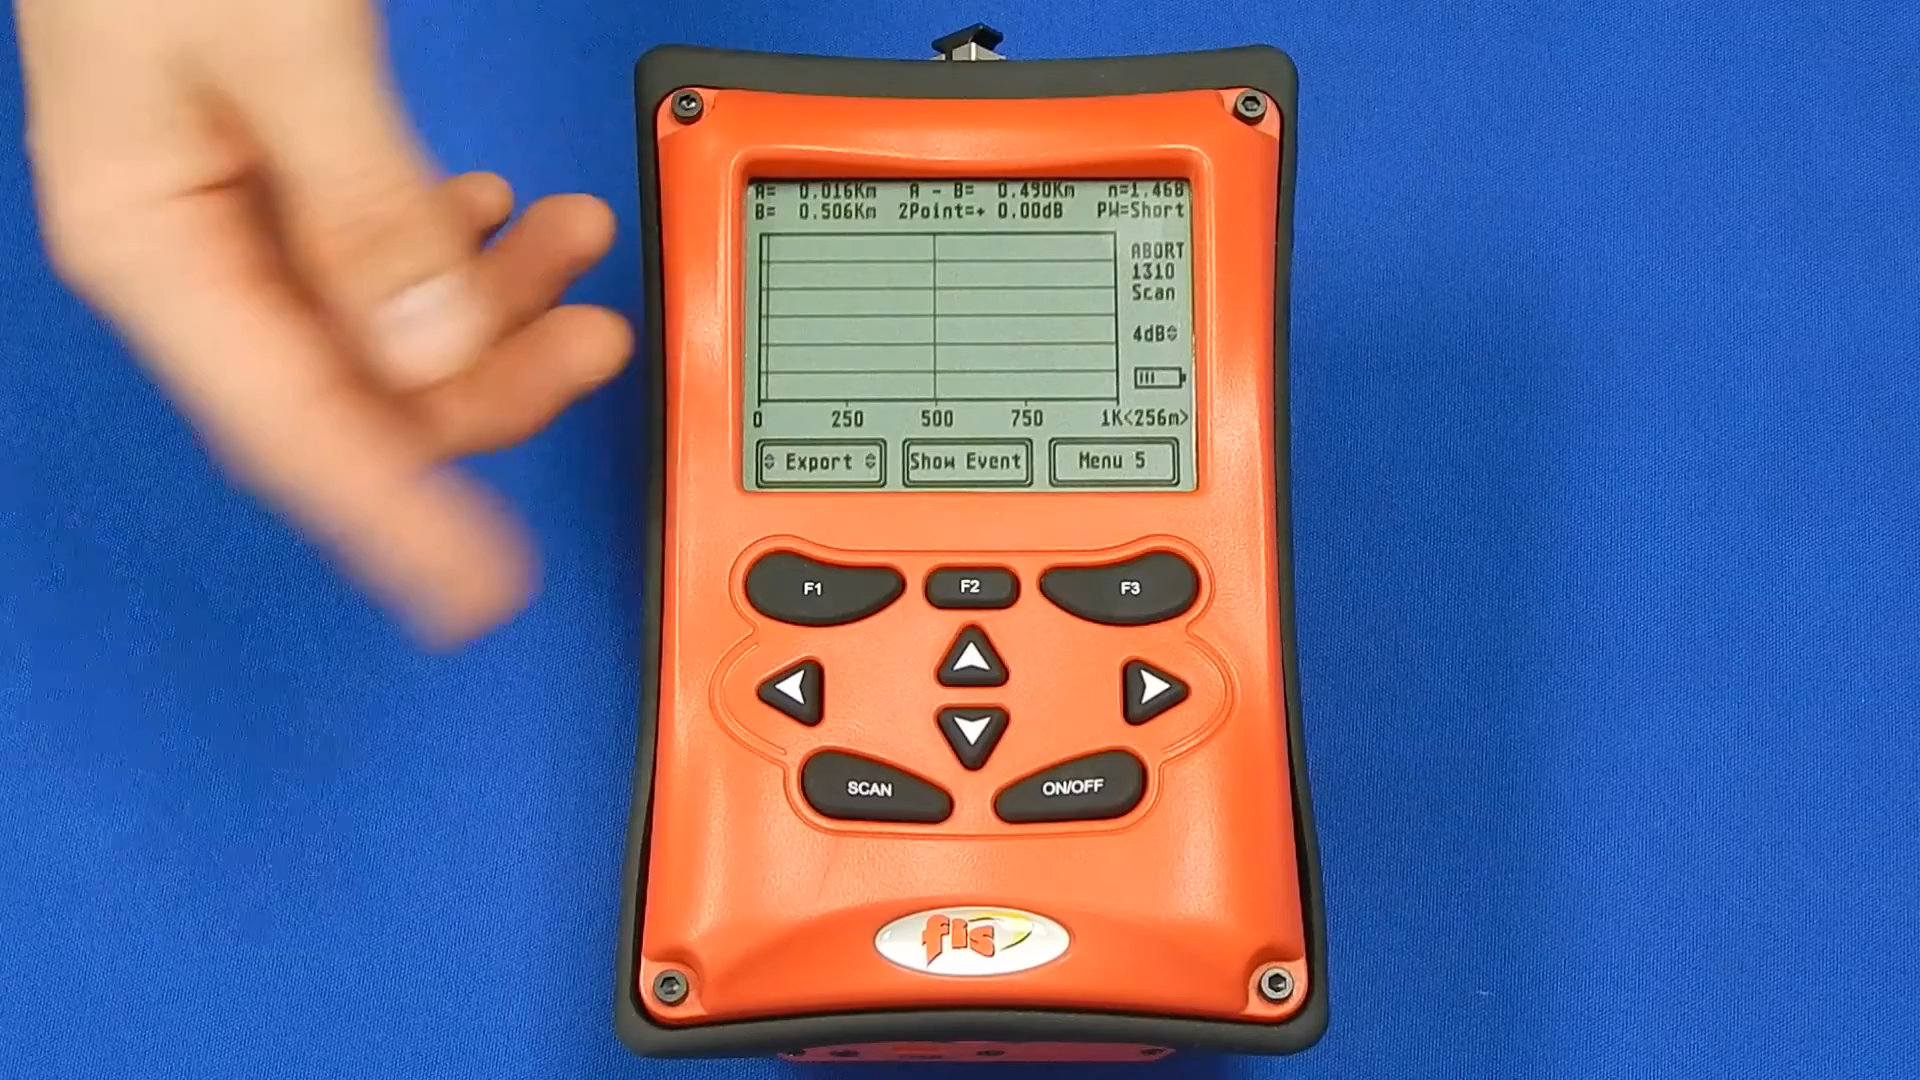 A= 0.016Km A - B= 0.490Km n=1.468
B= 0.506Km 2Point=+ 0.00dB PW=Short
ABORT
1310
Scan
4dB
0 250 500 750 1K<256m>
Export Show Event Menu 5
F1 F2 F3
SCAN ON/OFF
fis